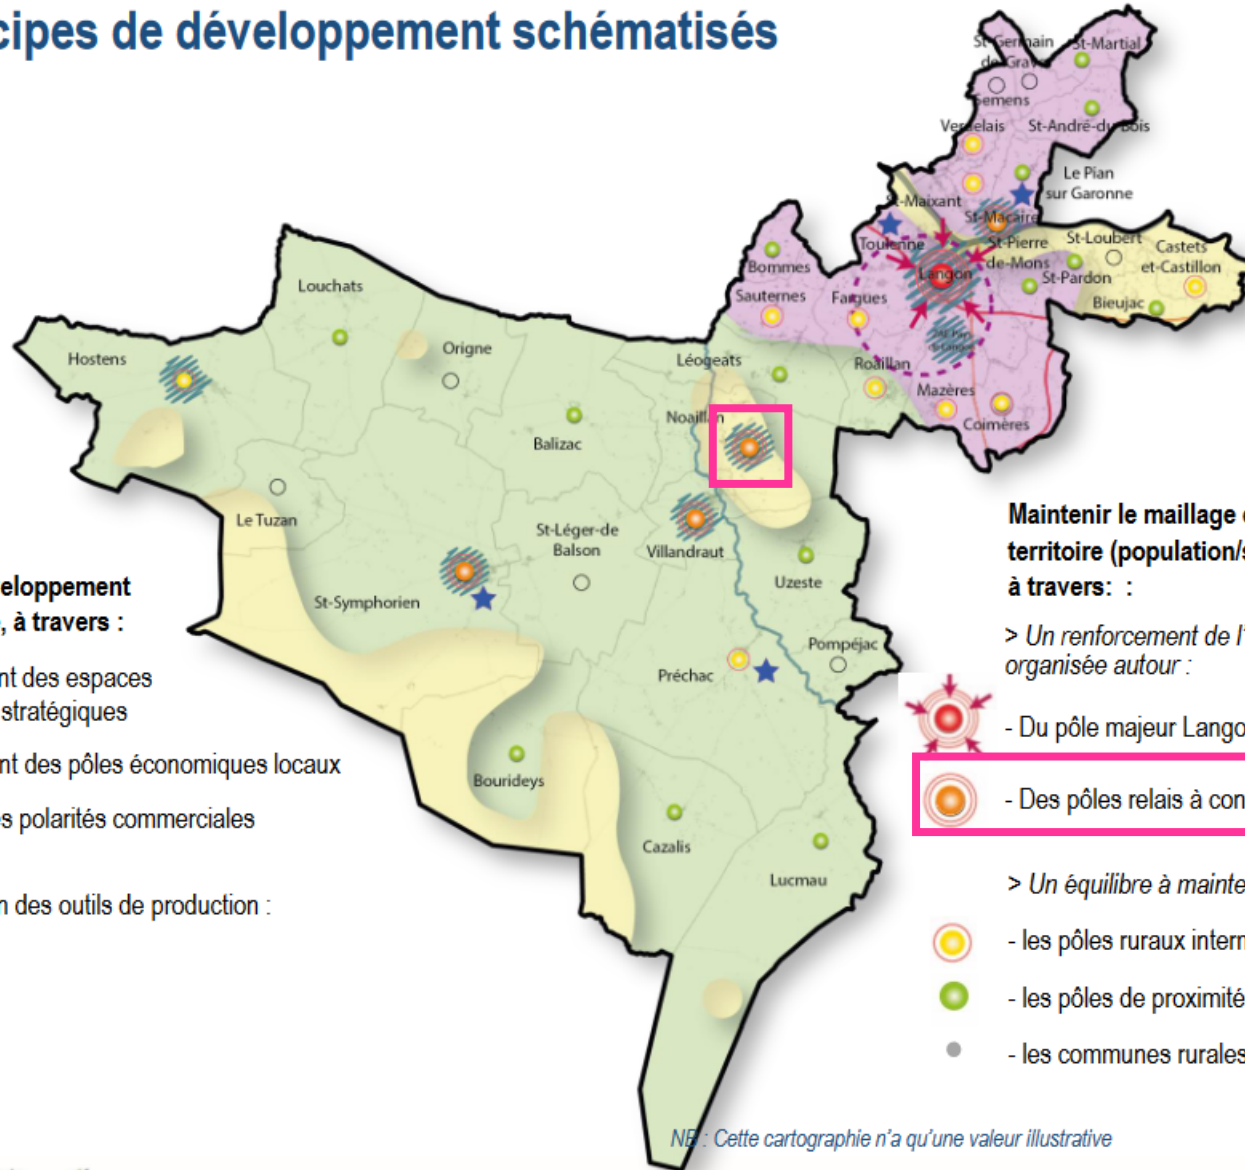 cipes de développement schématisés
St-Germain
de Grave
St-Martial
Semens
Verdelais
St-André-du-Bois
Le Pian
sur Garonne
St-Maixant
St-Macaire
Toulenne
St-Pierre
de-Mons
St-Loubert
Castets
et-Castillon
Langon
St-Pardon
Bieujac
Bommes
Sauternes
Fargues
Louchats
Hostens
Origne
Léogeats
Roaillan
Mazères
Coimères
Noaillan
Balizac
Le Tuzan
St-Léger-de
Balson
Villandraut
Uzeste
St-Symphorien
Préchac
Pompéjac
Bourideys
Cazalis
Lucmau
eloppement
, à travers :
nt des espaces
stratégiques
nt des pôles économiques locaux
s polarités commerciales
n des outils de production :
Maintenir le maillage
territoire (population/s
à travers: :
> Un renforcement de l'
organisée autour :
- Du pôle majeur Lango
- Des pôles relais à con
> Un équilibre à mainte
- les pôles ruraux intern
- les pôles de proximité
- les communes rurales
NB : Cette cartographie n'a qu'une valeur illustrative